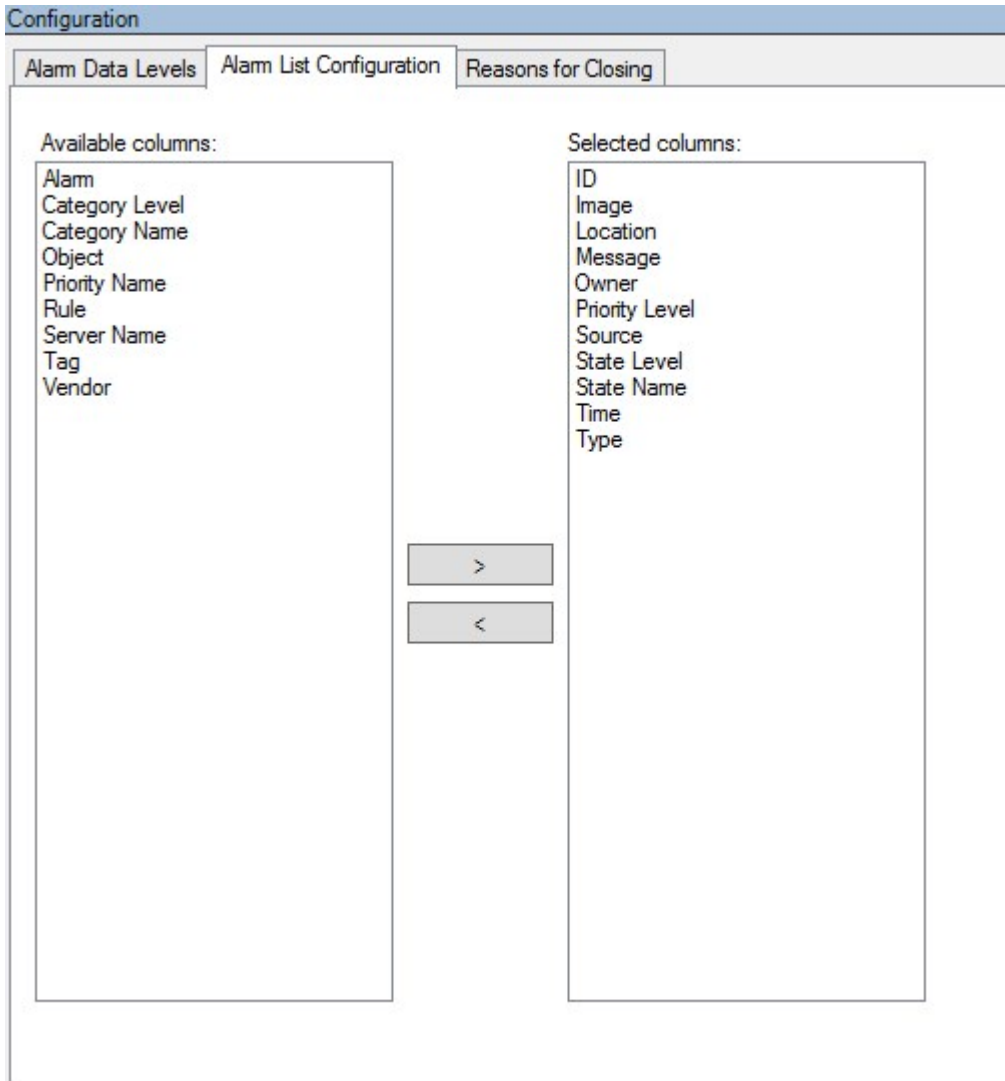 Configuration
Alarm Data Levels
Alarm List Configuration
Reasons for Closing
Available columns:
Alarm
Category Level
Category Name
Object
Priority Name
Rule
Server Name
Tag
Vendor
>
<
Selected columns:
ID
Image
Location
Message
Owner
Priority Level
Source
State Level
State Name
Time
Type